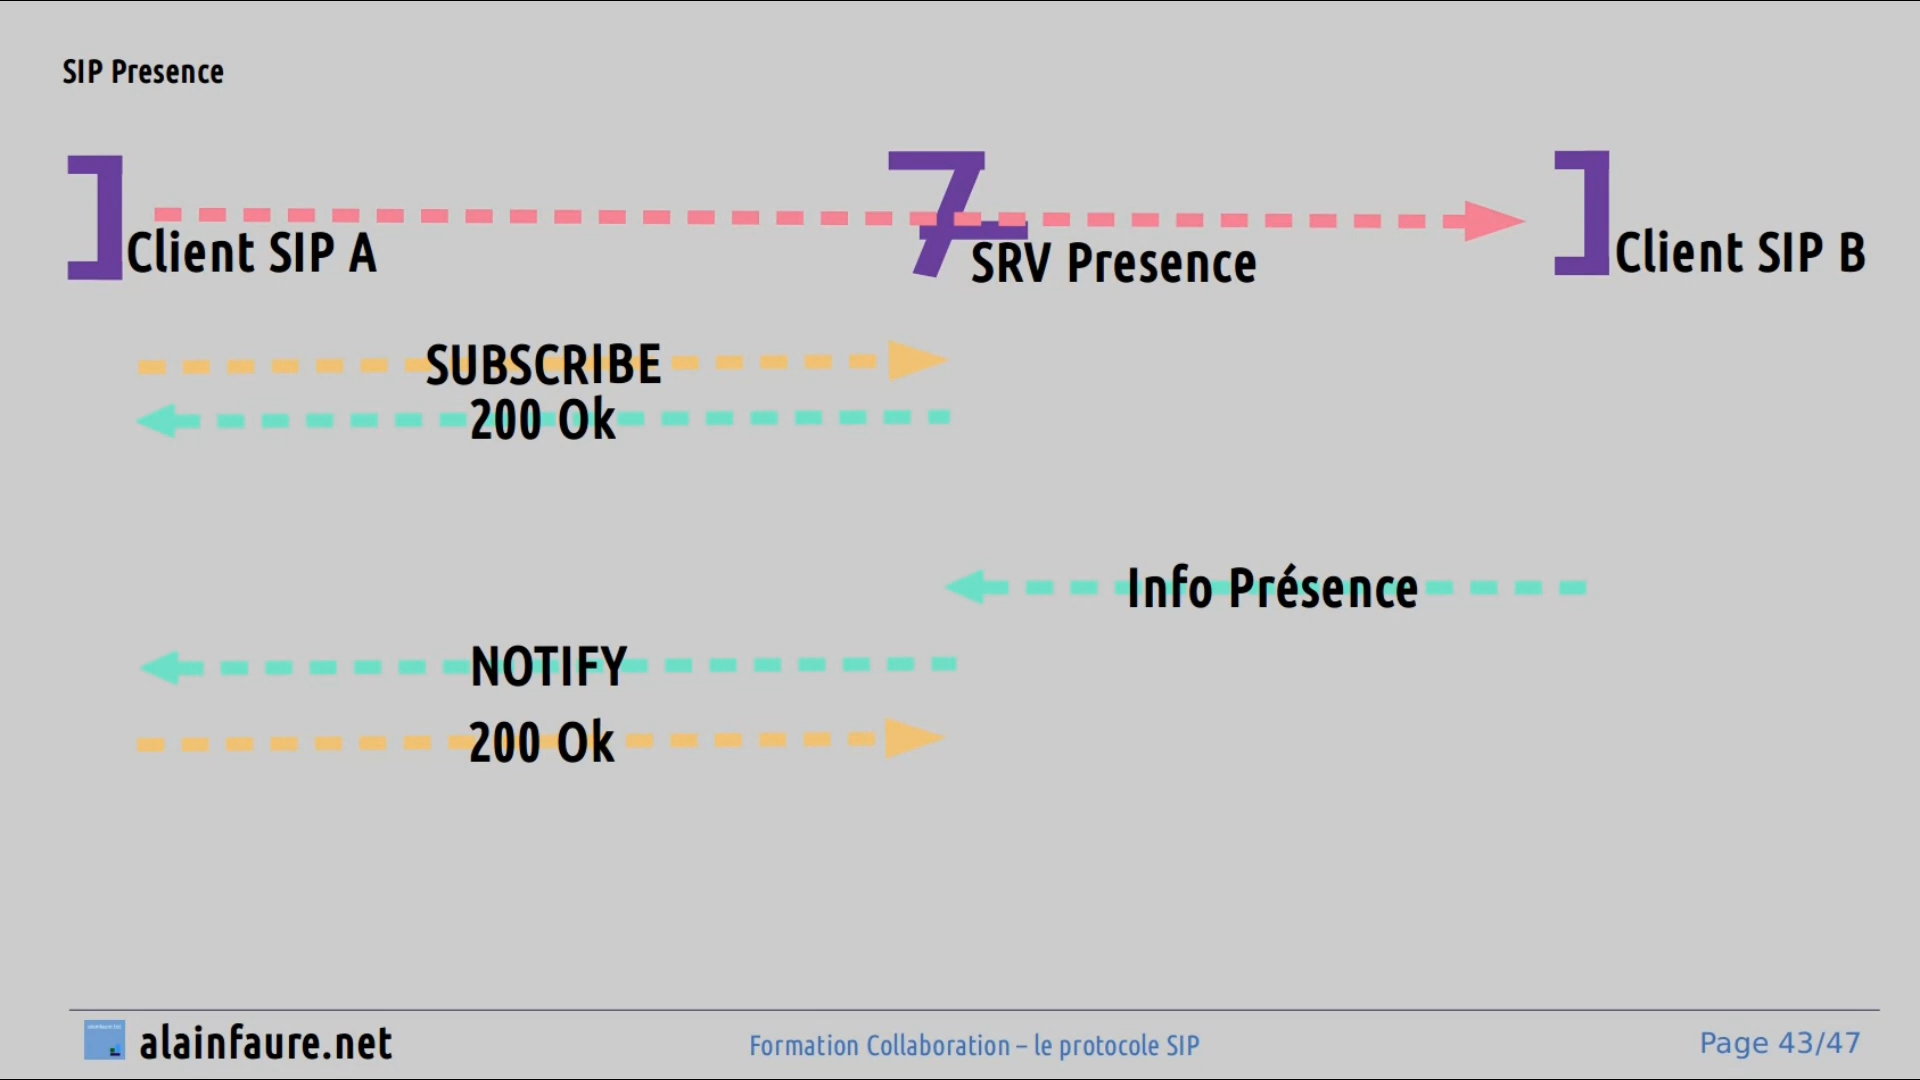 SIP Presence
Client SIP A
SRV Presence
Client SIP B
SUBSCRIBE
200 Ok
Info Présence
NOTIFY
200 Ok
alainfaure.net
Formation Collaboration – le protocole SIP
Page 43/47